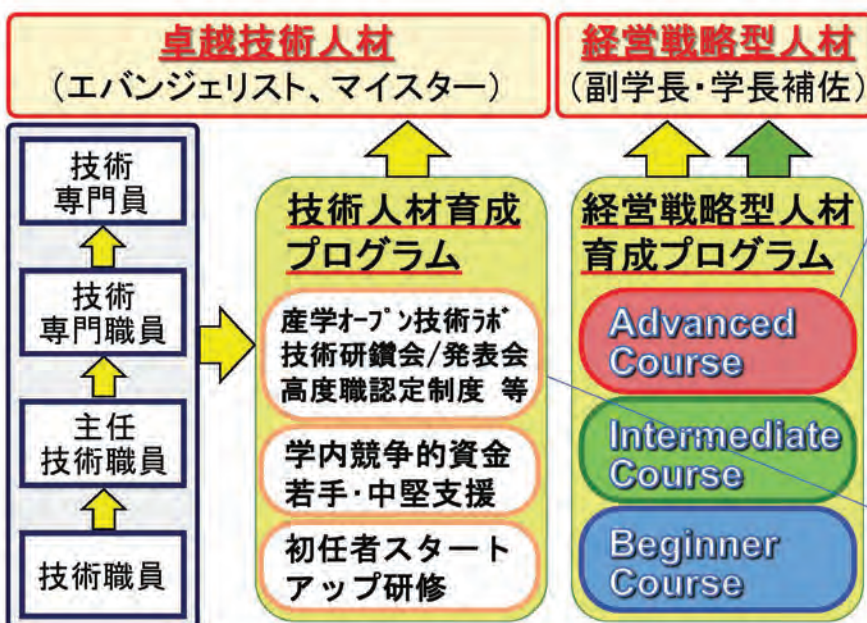 卓越技術人材
（エバンジェリスト、マイスター）
経営戦略型人材
（副学長・学長補佐）
技術
専門員
技術
専門職員
主任
技術職員
技術職員
技術人材育成
プログラム
産学ｵｰﾌﾟﾝ技術ﾗﾎﾞ
技術研鑽会/発表会
高度職認定制度 等
学内競争的資金
若手・中堅支援
初任者スタート
アップ研修
経営戦略型人材
育成プログラム
Advanced
Course
Intermediate
Course
Beginner
Course